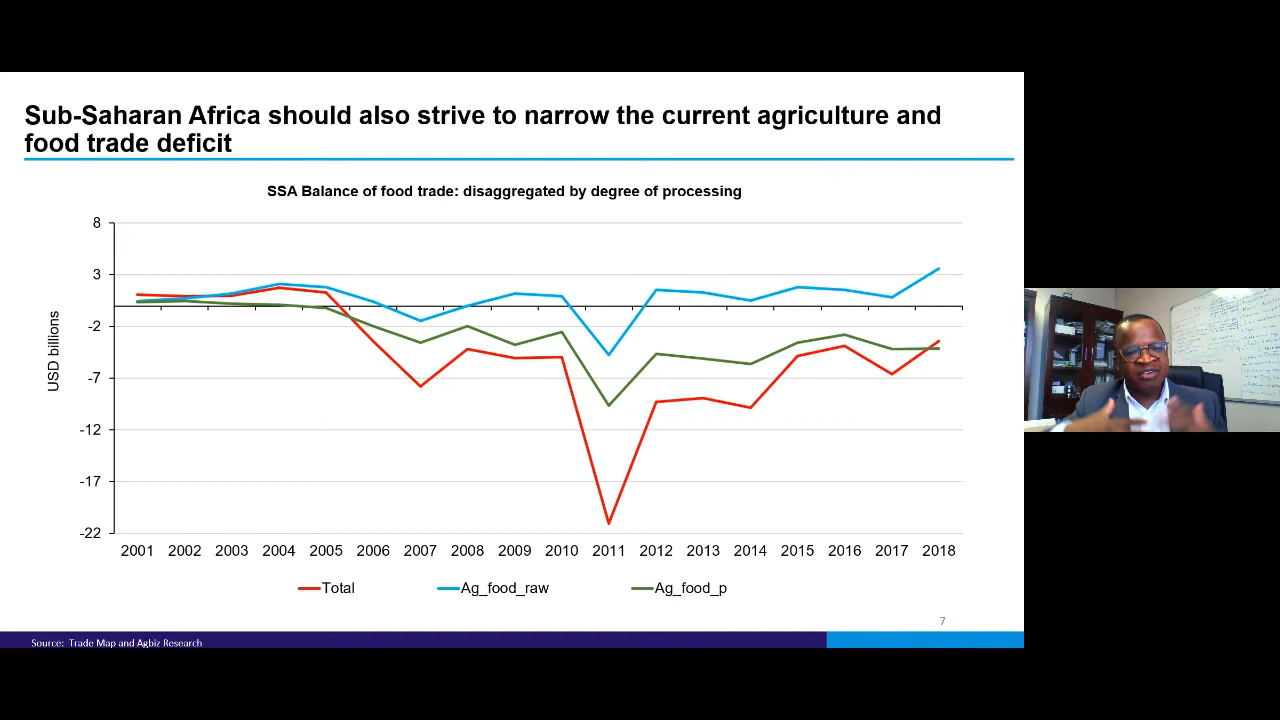 Sub-Saharan Africa should also strive to narrow the current agriculture and
food trade deficit
SSA Balance of food trade: disaggregated by degree of processing
USD billions
8
3
-2
-7
-12
-17
-22
2001 2002 2003 2004 2005 2006 2007 2008 2009 2010 2011 2012 2013 2014 2015 2016 2017 2018
Total Ag_food_raw Ag_food_p
7
Source: Trade Map and Agbiz Research